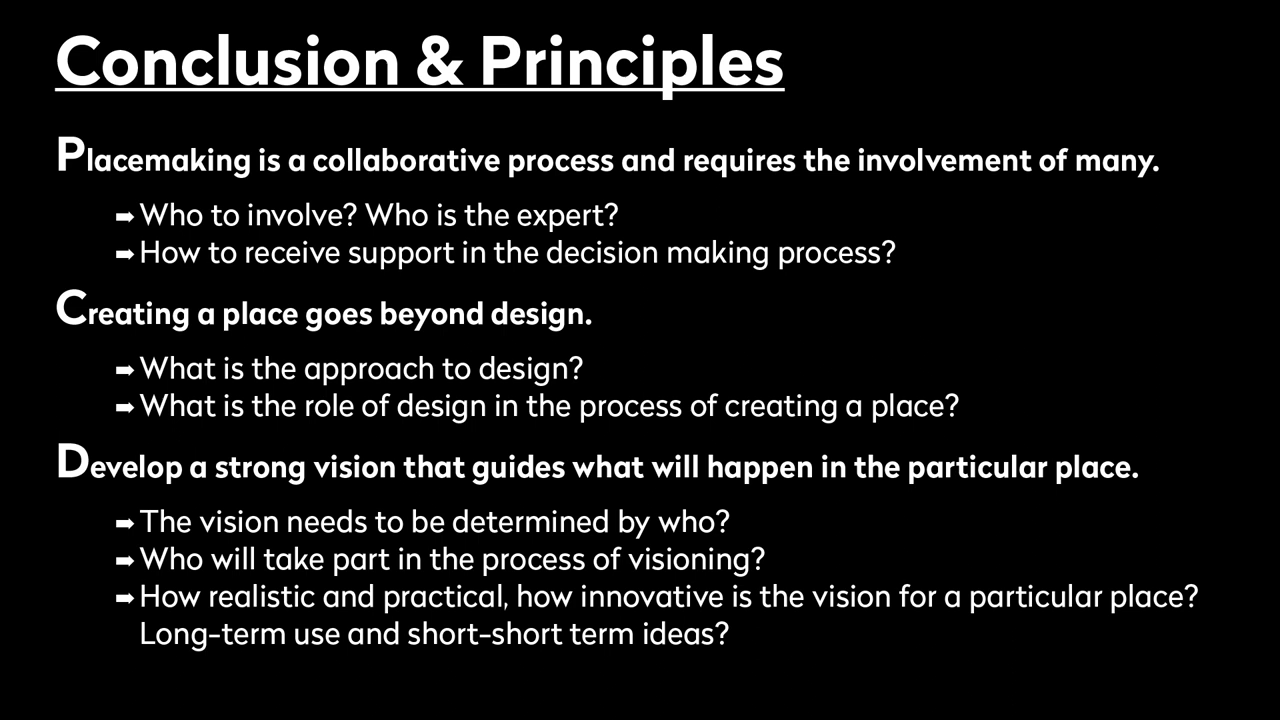 Conclusion & Principles
Placemaking is a collaborative process and requires the involvement of many.
➡Who to involve? Who is the expert?
➡How to receive support in the decision making process?
Creating a place goes beyond design.
➡What is the approach to design?
➡What is the role of design in the process of creating a place?
Develop a strong vision that guides what will happen in the particular place.
➡The vision needs to be determined by who?
➡Who will take part in the process of visioning?
➡How realistic and practical, how innovative is the vision for a particular place?
Long-term use and short-short term ideas?